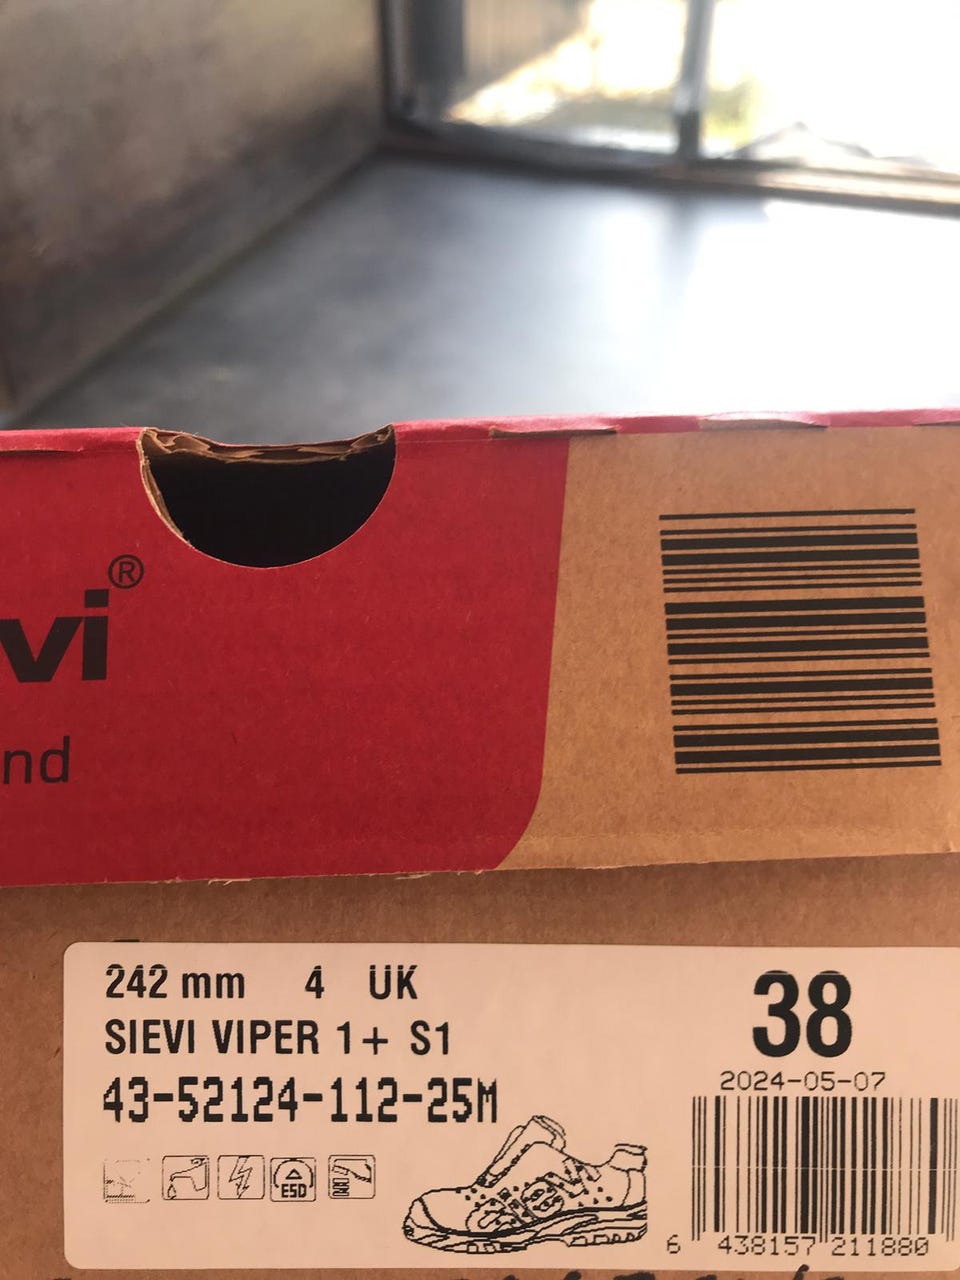 vi®
nd
242 mm 4 UK
SIEVI VIPER 1+ S1
43-52124-112-25M
ESD
38
2024-05-07
6 438157 211880